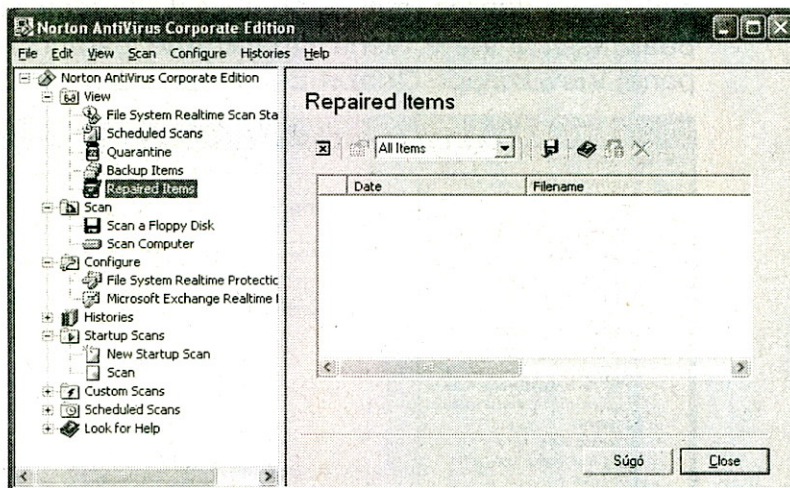 Norton AntiVirus Corporate Edition
File Edit View Scan Configure Histories Help
Norton AntiVirus Corporate Edition
View
File System Realtime Scan Sta
Scheduled Scans
Quarantine
Backup Items
Repaired Items
Scan
Scan a Floppy Disk
Scan Computer
Configure
File System Realtime Protectic
Microsoft Exchange Realtime
Histories
Startup Scans
New Startup Scan
Scan
Custom Scans
Scheduled Scans
Look for Help
Repaired Items
All Items
Date Filename
Súgó Close